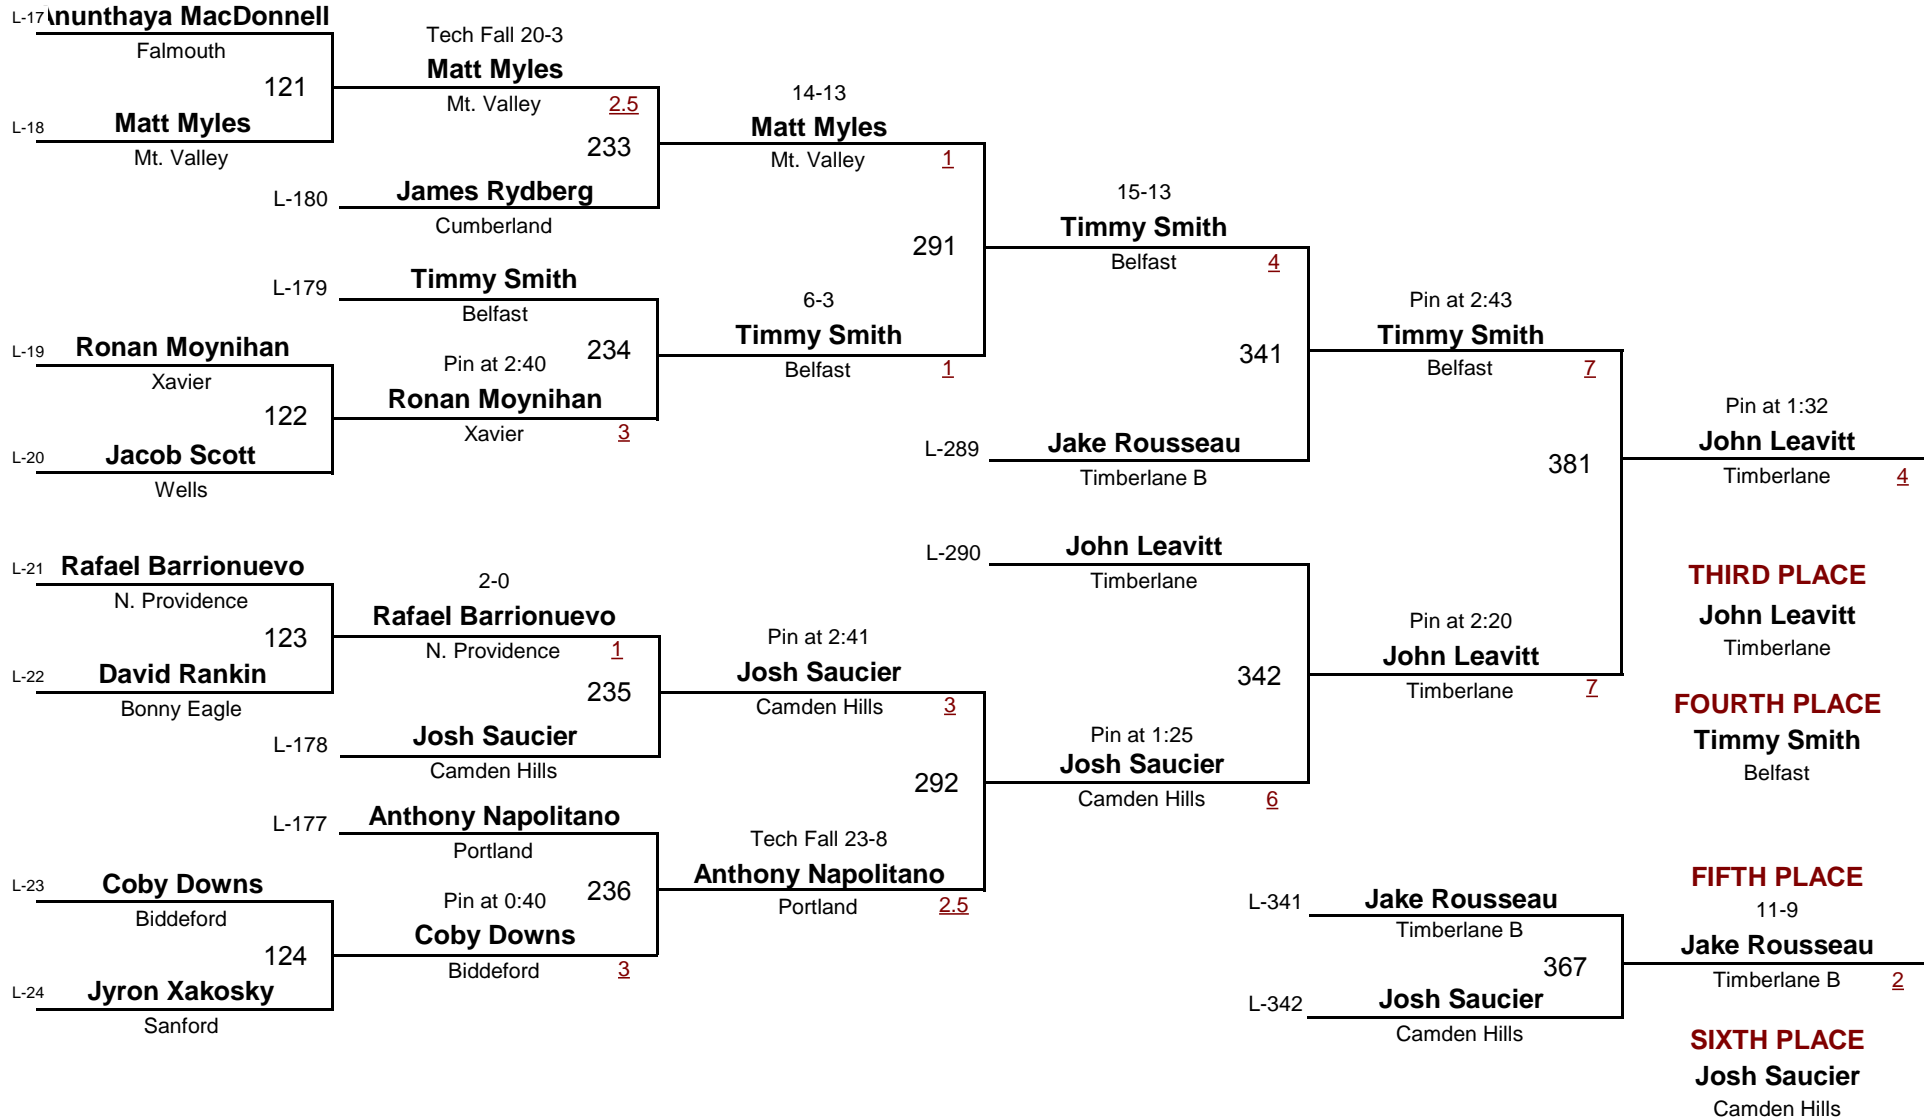 L-17
Anunthaya MacDonnell
Falmouth
121
L-18
Matt Myles
Mt. Valley
Tech Fall 20-3
Matt Myles
Mt. Valley
2.5
233
L-180
James Rydberg
Cumberland
14-13
Matt Myles
Mt. Valley
1
291
L-179
Timmy Smith
Belfast
L-19
Ronan Moynihan
Xavier
122
L-20
Jacob Scott
Wells
Pin at 2:40
Ronan Moynihan
Xavier
3
234
6-3
Timmy Smith
Belfast
1
15-13
Timmy Smith
Belfast
4
341
L-289
Jake Rousseau
Timberlane B
Pin at 2:43
Timmy Smith
Belfast
7
381
Pin at 1:32
John Leavitt
Timberlane
4
L-21
Rafael Barrionuevo
N. Providence
123
L-22
David Rankin
Bonny Eagle
2-0
Rafael Barrionuevo
N. Providence
1
235
L-178
Josh Saucier
Camden Hills
Pin at 2:41
Josh Saucier
Camden Hills
3
292
L-177
Anthony Napolitano
Portland
L-23
Coby Downs
Biddeford
124
L-24
Jyron Xakosky
Sanford
Pin at 0:40
Coby Downs
Biddeford
3
236
Tech Fall 23-8
Anthony Napolitano
Portland
2.5
L-290
John Leavitt
Timberlane
342
Pin at 1:25
Josh Saucier
Camden Hills
6
Pin at 2:20
John Leavitt
Timberlane
7
THIRD PLACE
John Leavitt
Timberlane
FOURTH PLACE
Timmy Smith
Belfast
L-341
Jake Rousseau
Timberlane B
367
L-342
Josh Saucier
Camden Hills
FIFTH PLACE
11-9
Jake Rousseau
Timberlane B
2
SIXTH PLACE
Josh Saucier
Camden Hills